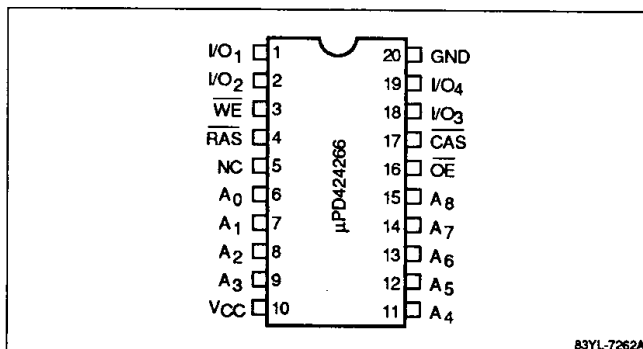 I/O1 1 20 GND
I/O2 2 19 I/O4
WE 3 18 I/O3
RAS 4 17 CAS
NC 5 16 OE
A0 6 15 A8
A1 7 14 A7
A2 8 13 A6
A3 9 12 A5
VCC 10 11 A4
μPD424266
83YL-7262A